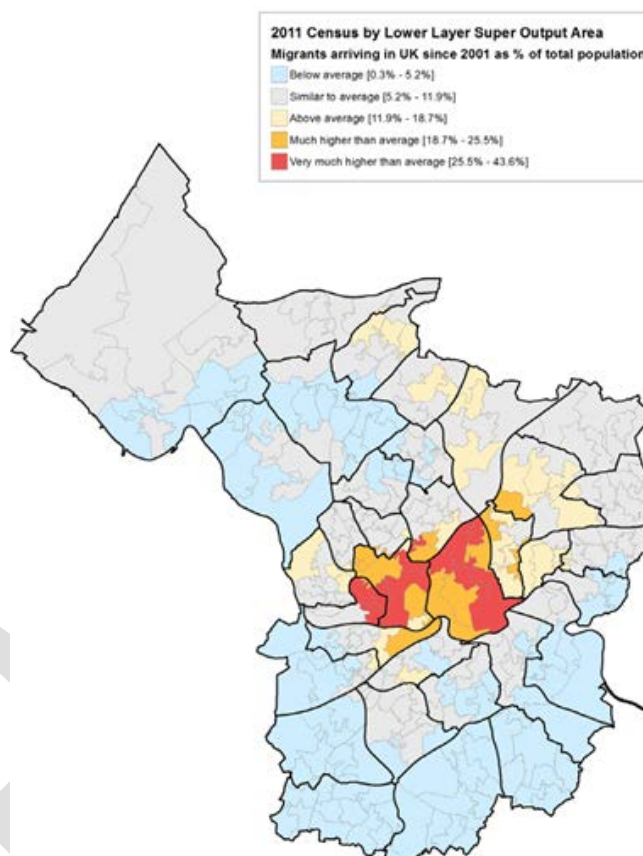 2011 Census by Lower Layer Super Output Area
Migrants arriving in UK since 2001 as % of total population
Below average [0.3% - 5.2%]
Similar to average [5.2% - 11.9%]
Above average [11.9% - 18.7%]
Much higher than average [18.7% - 25.5%]
Very much higher than average [25.5% - 43.6%]